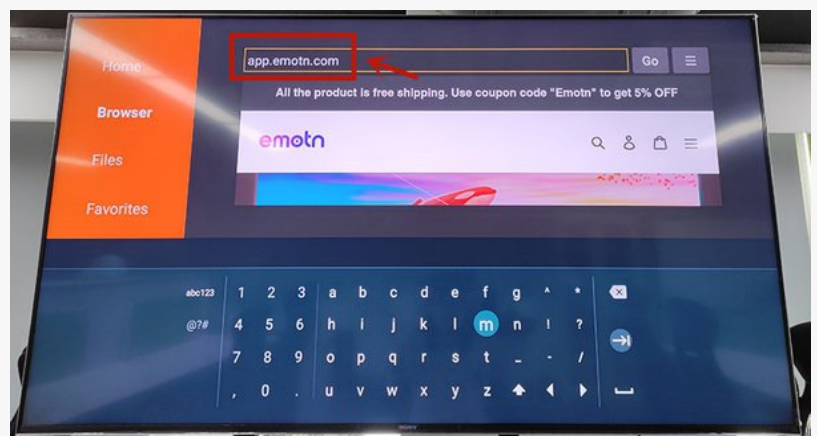 Home
Browser
Files
Favorites
app.emotn.com
Go
All the product is free shipping. Use coupon code "Emotn" to get 5% OFF
emotn
abc123 1 2 3 a b c d e f g ^ *
@?# 4 5 6 h i j k l m n ! ?
7 8 9 o p q r s t _ - /
, 0 . u v w x y z
SONY